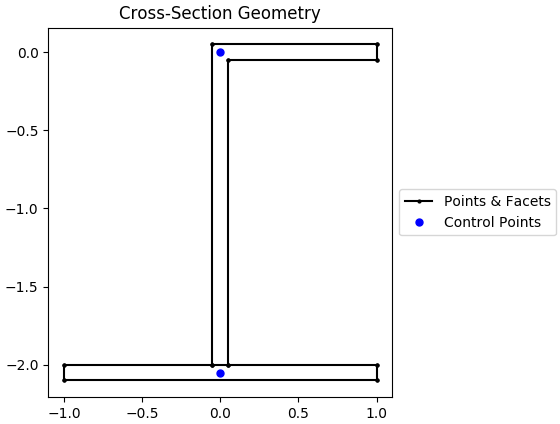 Cross-Section Geometry
0.0
−0.5
−1.0
−1.5
−2.0
−1.0 −0.5 0.0 0.5 1.0
Points & Facets
Control Points